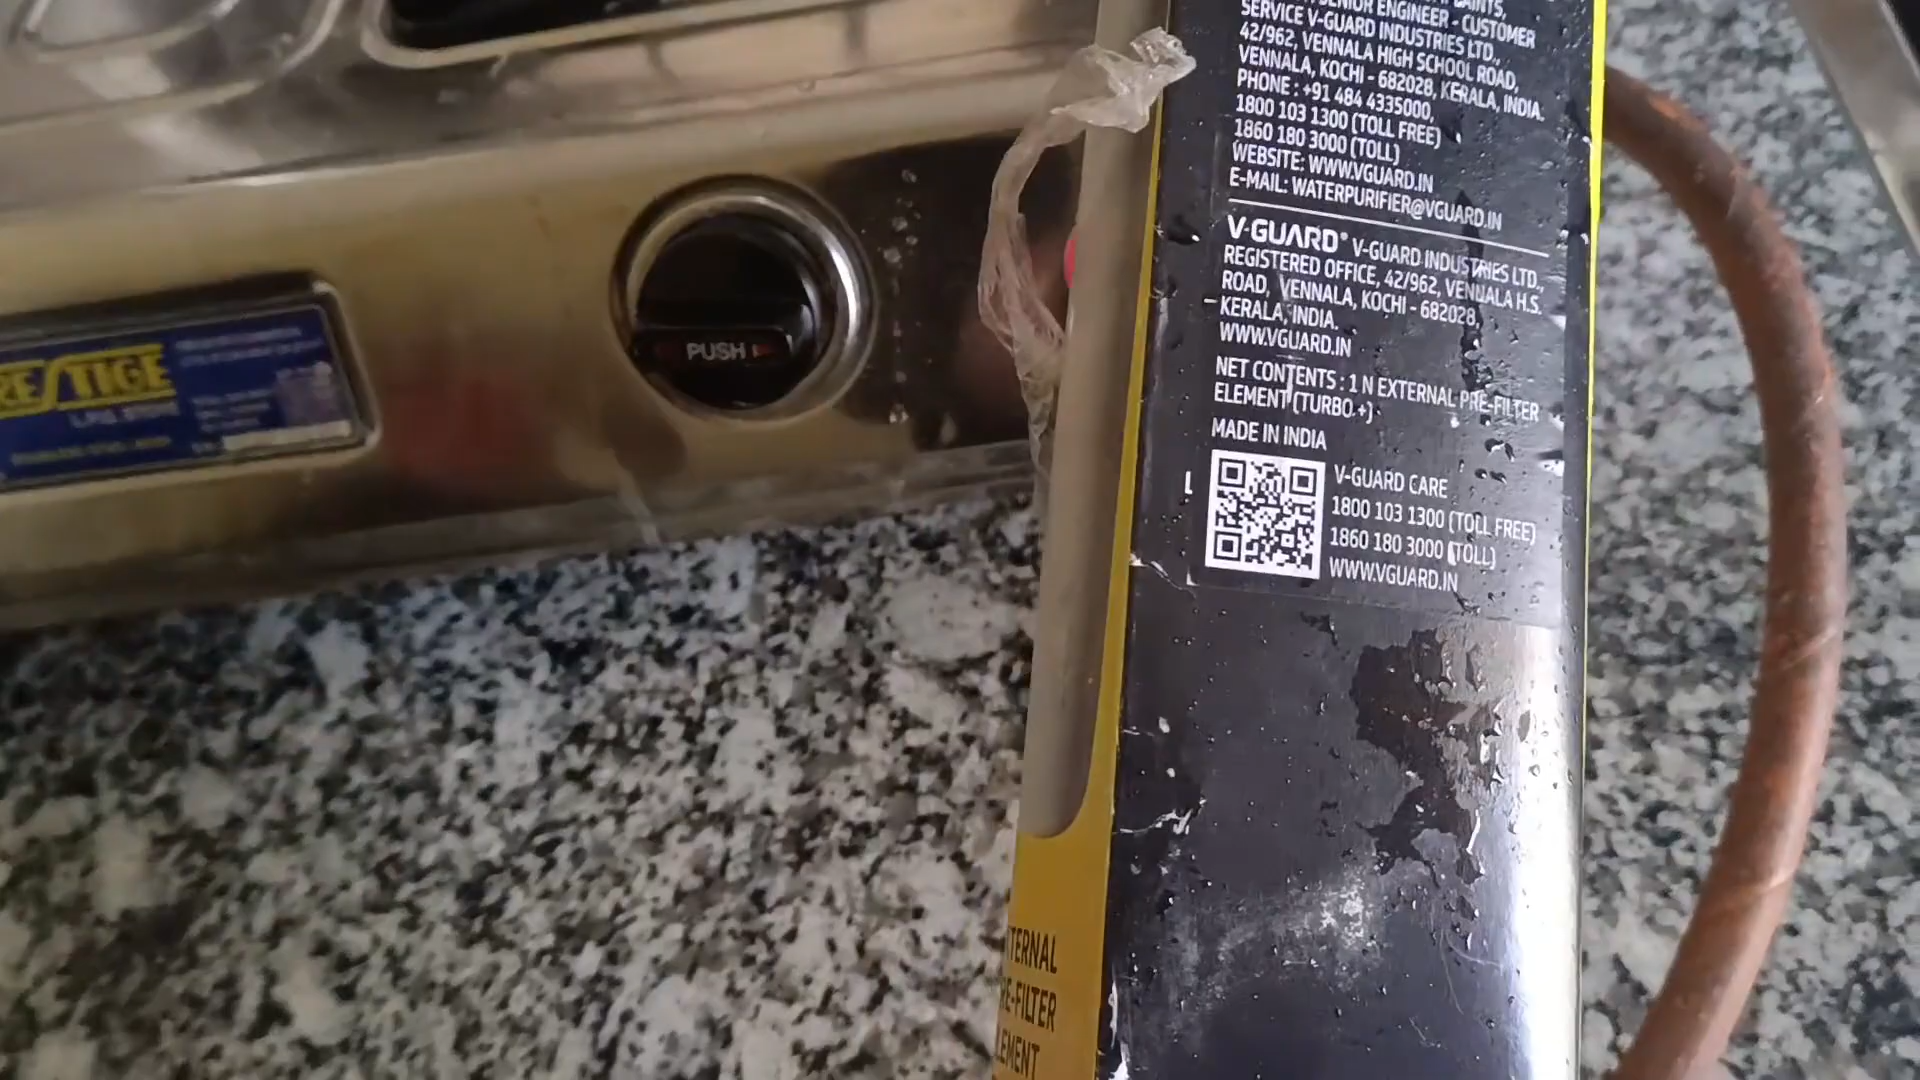 SENIOR ENGINEER - CUSTOMER
SERVICE V-GUARD INDUSTRIES LTD.,
42/962, VENNALA HIGH SCHOOL ROAD,
VENNALA, KOCHI - 682028, KERALA, INDIA.
PHONE : +91 484 4335000,
1800 103 1300 (TOLL FREE)
1860 180 3000 (TOLL)
WEBSITE: WWW.VGUARD.IN
E-MAIL: WATERPURIFIER@VGUARD.IN
V-GUARD® V-GUARD INDUSTRIES LTD.,
REGISTERED OFFICE, 42/962, VENNALA H.S.
ROAD, VENNALA, KOCHI - 682028,
KERALA, INDIA.
WWW.VGUARD.IN
NET CONTENTS : 1 N EXTERNAL PRE-FILTER
ELEMENT (TURBO +)
MADE IN INDIA
V-GUARD CARE
1800 103 1300 (TOLL FREE)
1860 180 3000 (TOLL)
WWW.VGUARD.IN
PUSH
RESTIGE
TERNAL
RE-FILTER
LEMENT